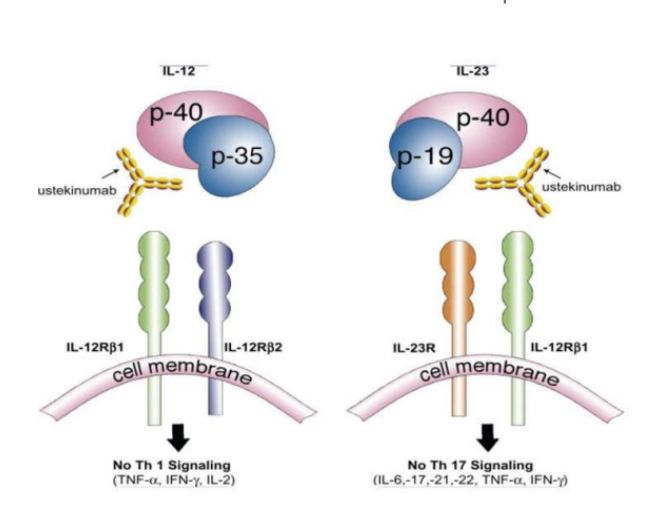 IL-12
p-40
p-35
ustekinumab
IL-12Rβ1
IL-12Rβ2
cell membrane
No Th 1 Signaling
(TNF-α, IFN-γ, IL-2)
IL-23
p-40
p-19
ustekinumab
IL-23R
IL-12Rβ1
cell membrane
No Th 17 Signaling
(IL-6,-17,-21,-22, TNF-α, IFN-γ)